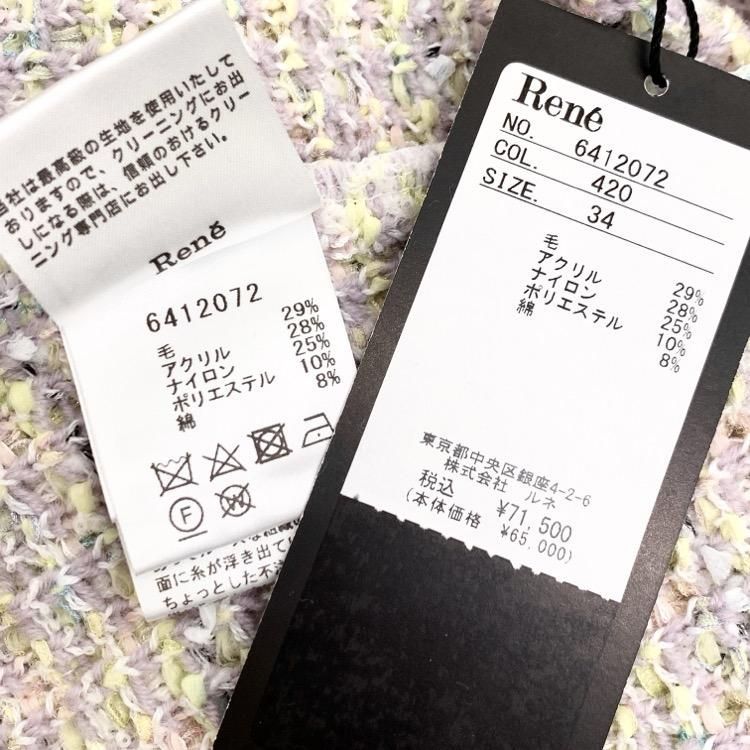 当社は最高級の生地を使用いたして
おりますので、クリーニングにお出
しになる際は、信頼のおけるクリー
ニング専門店にお出し下さい。
René
6412072
毛 29%
アクリル 28%
ナイロン 25%
ポリエステル 10%
綿 8%
F
W
面に糸が浮き出て
ちょっとした不
René
NO. 6412072
COL. 420
SIZE. 34
毛 29%
アクリル 28%
ナイロン 25%
ポリエステル 10%
綿 8%
東京都中央区銀座4-2-6
株式会社 ルネ
税込 ¥71,500
(本体価格 ¥65,000)